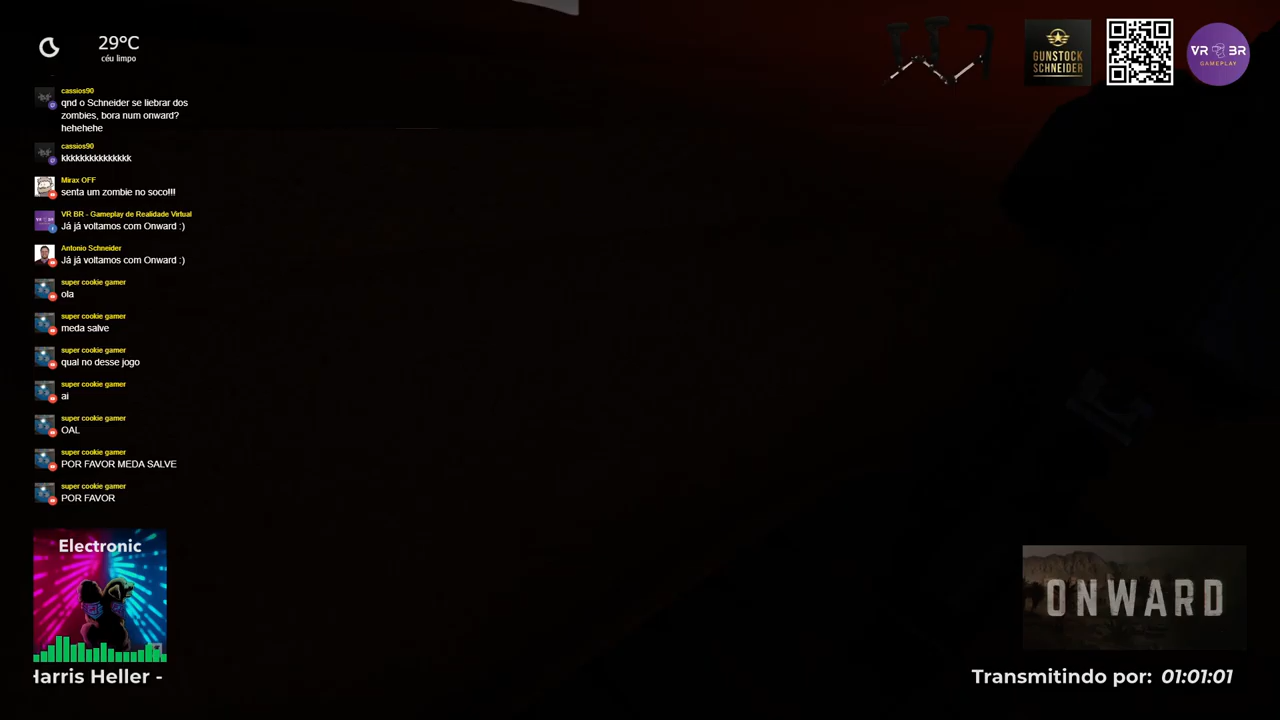 29°C
céu limpo
GUNSTOCK
SCHNEIDER
VR BR
GAMEPLAY
cassios90
qnd o Schneider se liebrar dos
zombies, bora num onward?
hehehehe
cassios90
kkkkkkkkkkkkkkk
Mirax OFF
senta um zombie no soco!!!
VR BR - Gameplay de Realidade Virtual
Já já voltamos com Onward :)
Antonio Schneider
Já já voltamos com Onward :)
super cookie gamer
ola
super cookie gamer
meda salve
super cookie gamer
qual no desse jogo
super cookie gamer
ai
super cookie gamer
OAL
super cookie gamer
POR FAVOR MEDA SALVE
super cookie gamer
POR FAVOR
Electronic
Harris Heller -
ONWARD
Transmitindo por: 01:01:01